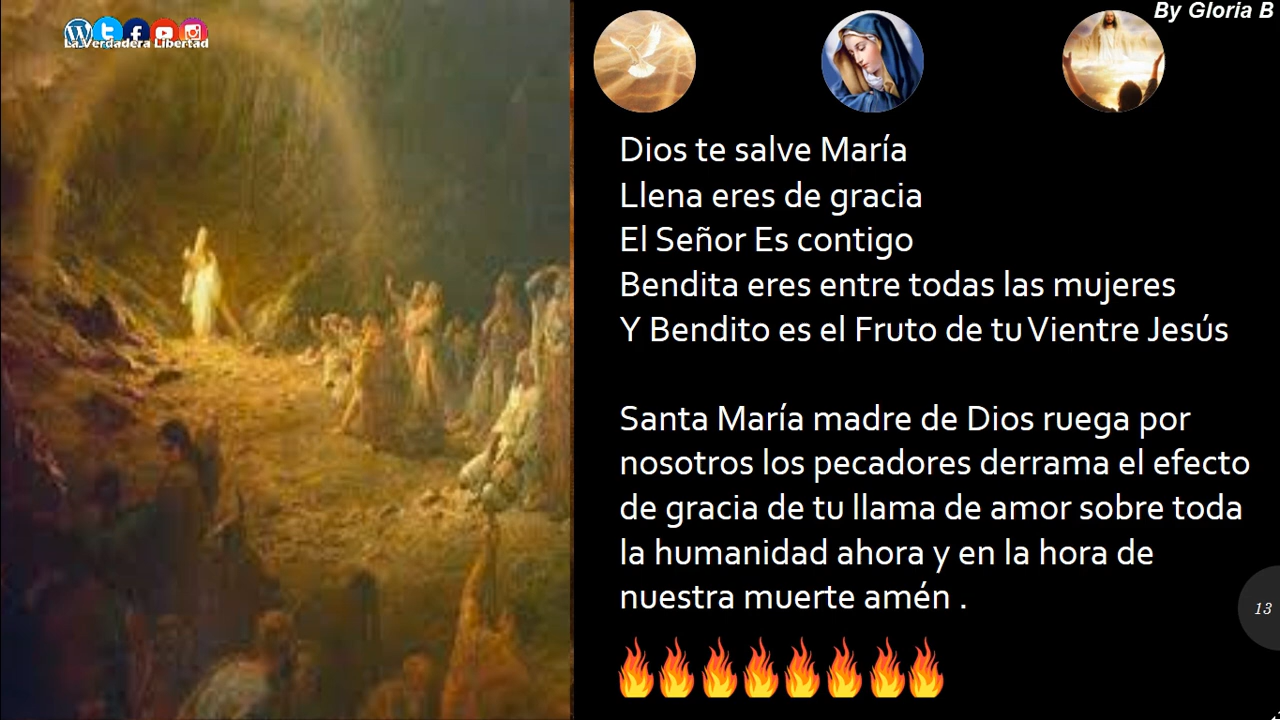 By Gloria B
La Verdadera Libertad
Dios te salve María
Llena eres de gracia
El Señor Es contigo
Bendita eres entre todas las mujeres
Y Bendito es el Fruto de tu Vientre Jesús
Santa María madre de Dios ruega por
nosotros los pecadores derrama el efecto
de gracia de tu llama de amor sobre toda
la humanidad ahora y en la hora de
nuestra muerte amén .
13